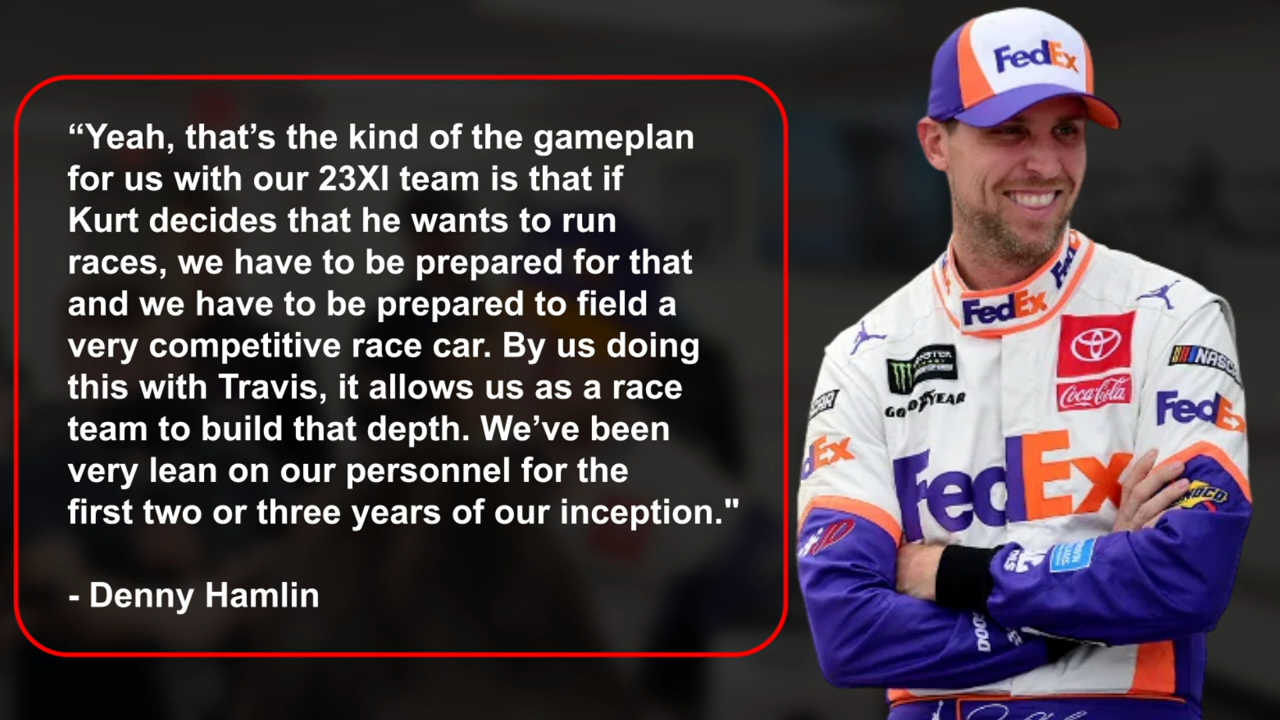 “Yeah, that’s the kind of the gameplan
for us with our 23XI team is that if
Kurt decides that he wants to run
races, we have to be prepared for that
and we have to be prepared to field a
very competitive race car. By us doing
this with Travis, it allows us as a race
team to build that depth. We’ve been
very lean on our personnel for the
first two or three years of our inception."
- Denny Hamlin
FedEx
FedEx
MONSTER
GOODYEAR
TOYOTA
Coca-Cola
NASCAR
FedEx
FedEx
SUNOCO